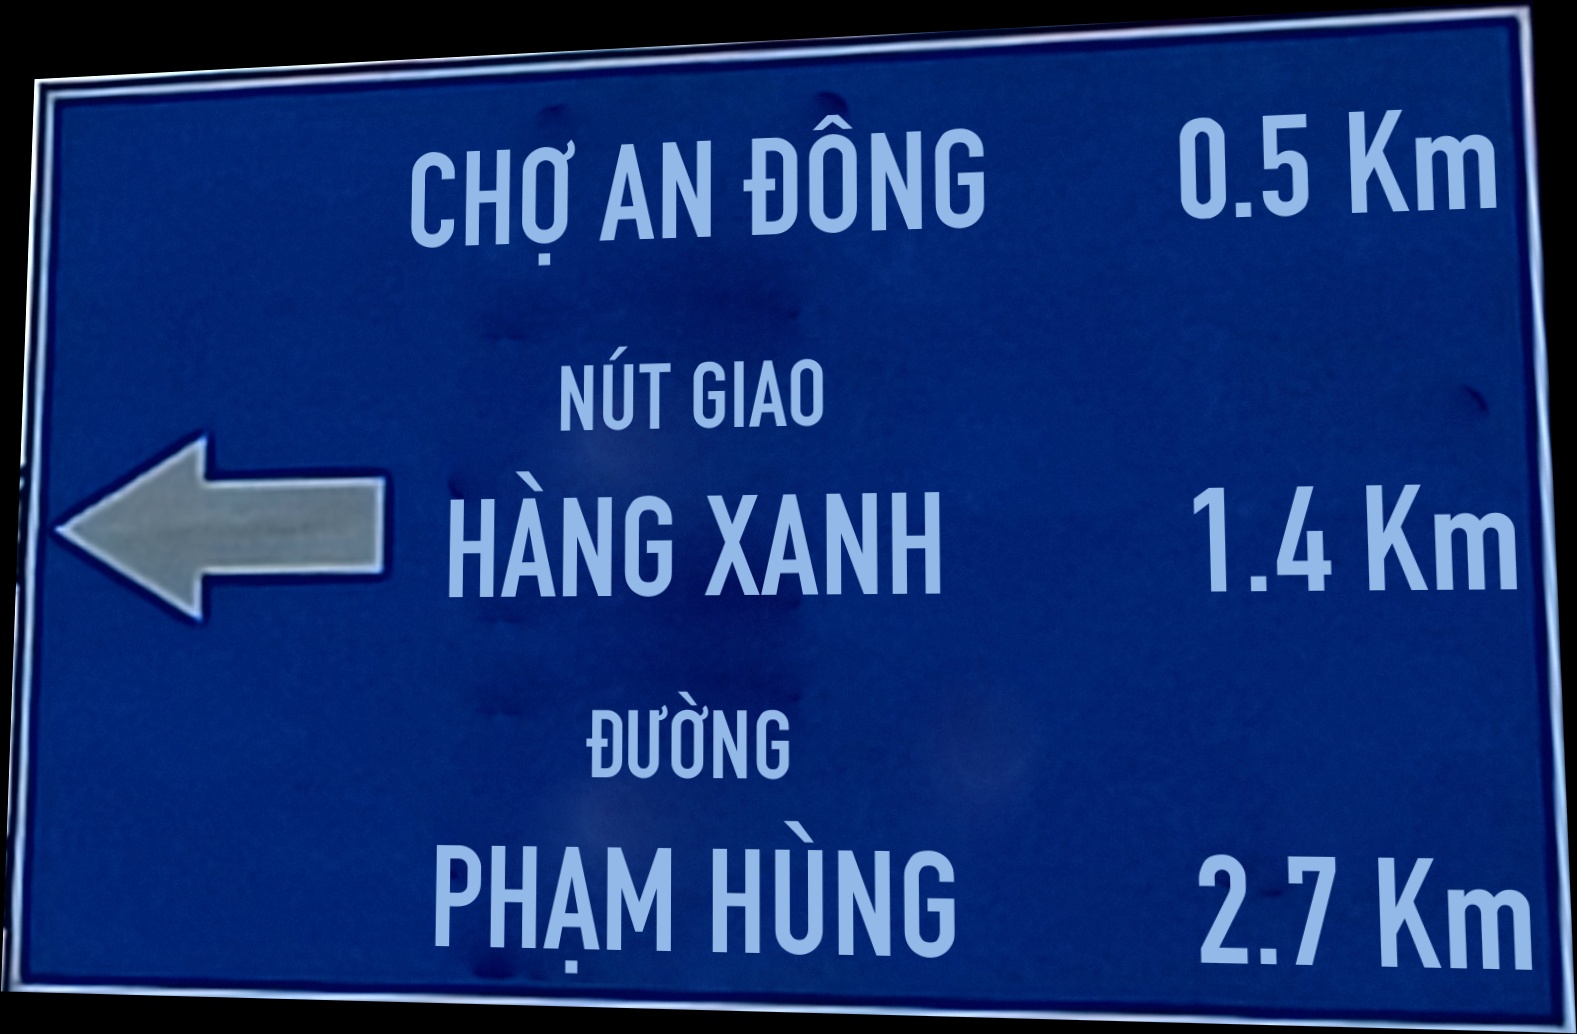 CHỢ AN ĐÔNG 0.5 Km
NÚT GIAO
HÀNG XANH 1.4 Km
ĐƯỜNG
PHẠM HÙNG 2.7 Km